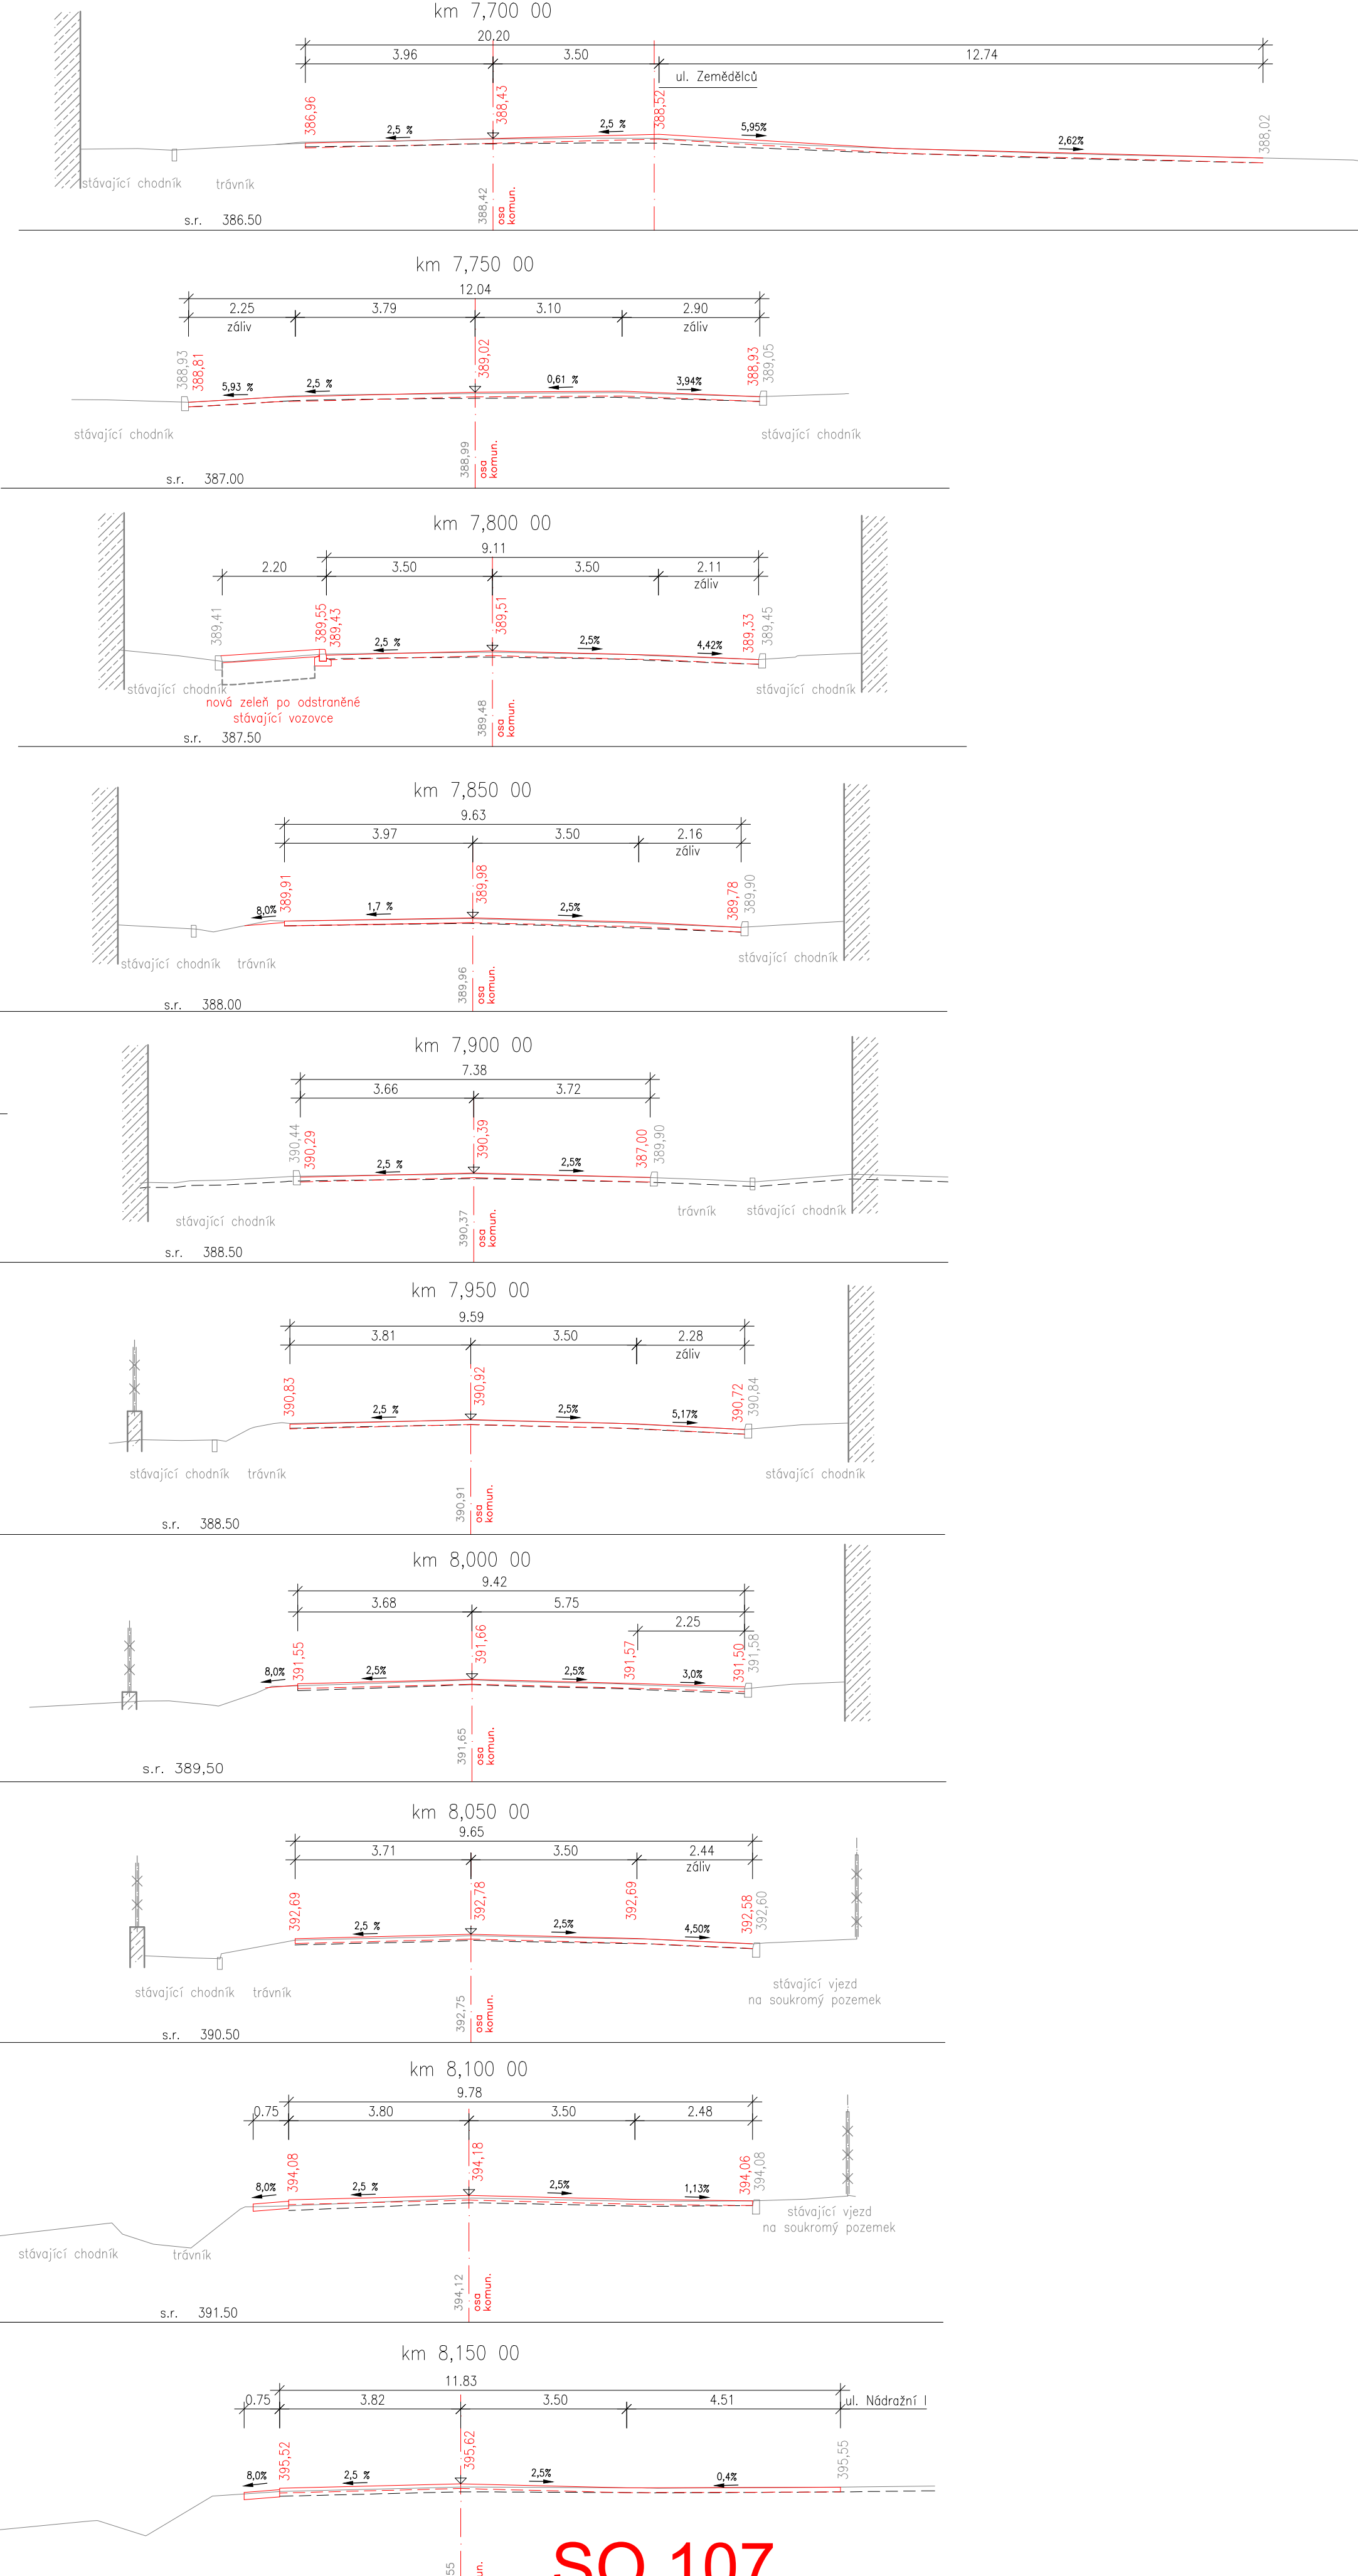 km 7,700 00
20.20
3.96 3.50 12.74
ul. Zemědělců
386,96 388,43 388,52 388,02
2,5 % 2,5 % 5,95% 2,62%
stávající chodník trávník
388,42 osa komun.
s.r. 386.50
km 7,750 00
12.04
2.25 3.79 3.10 2.90
záliv záliv
388,93 388,81 389,02 388,93 389,05
5,93 % 2,5 % 0,61 % 3,94%
stávající chodník stávající chodník
388,99 osa komun.
s.r. 387.00
km 7,800 00
9.11
2.20 3.50 3.50 2.11
záliv
389,41 389,55 389,43 389,51 389,33 389,45
2,5 % 2,5% 4,42%
stávající chodník stávající chodník
nová zeleň po odstraněné
stávající vozovce
389,48 osa komun.
s.r. 387.50
km 7,850 00
9.63
3.97 3.50 2.16
záliv
389,91 389,98 389,78 389,90
8,0% 1,7 % 2,5%
stávající chodník trávník stávající chodník
389,96 osa komun.
s.r. 388.00
km 7,900 00
7.38
3.66 3.72
390,44 390,29 390,39 387,00 389,90
2,5 % 2,5%
stávající chodník trávník stávající chodník
390,37 osa komun.
s.r. 388.50
km 7,950 00
9.59
3.81 3.50 2.28
záliv
390,83 390,92 390,72 390,84
2,5 % 2,5% 5,17%
stávající chodník trávník stávající chodník
390,91 osa komun.
s.r. 388.50
km 8,000 00
9.42
3.68 5.75
2.25
391,55 391,66 391,57 391,50 391,58
8,0% 2,5% 2,5% 3,0%
391,65 osa komun.
s.r. 389,50
km 8,050 00
9.65
3.71 3.50 2.44
záliv
392,69 392,78 392,69 392,58 392,60
2,5 % 2,5% 4,50%
stávající chodník trávník stávající vjezd
na soukromý pozemek
392,75 osa komun.
s.r. 390.50
km 8,100 00
9.78
0.75 3.80 3.50 2.48
394,08 394,18 394,06 394,08
8,0% 2,5 % 2,5% 1,13%
stávající vjezd
na soukromý pozemek
stávající chodník trávník
394,12 osa komun.
s.r. 391.50
km 8,150 00
11.83
0.75 3.82 3.50 4.51 ul. Nádražní I
395,52 395,62 395,55
8,0% 2,5 % 2,5% 0,4%
SO 107